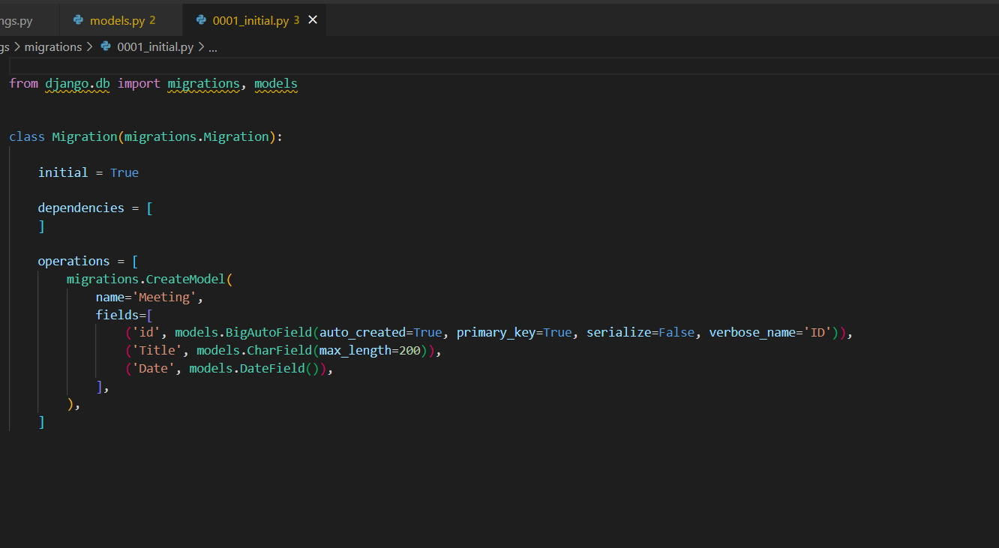 ngs.py models.py 2 0001_initial.py 3
gs > migrations > 0001_initial.py > ...
from django.db import migrations, models
class Migration(migrations.Migration):
initial = True
dependencies = [
]
operations = [
migrations.CreateModel(
name='Meeting',
fields=[
('id', models.BigAutoField(auto_created=True, primary_key=True, serialize=False, verbose_name='ID')),
('Title', models.CharField(max_length=200)),
('Date', models.DateField()),
],
),
]